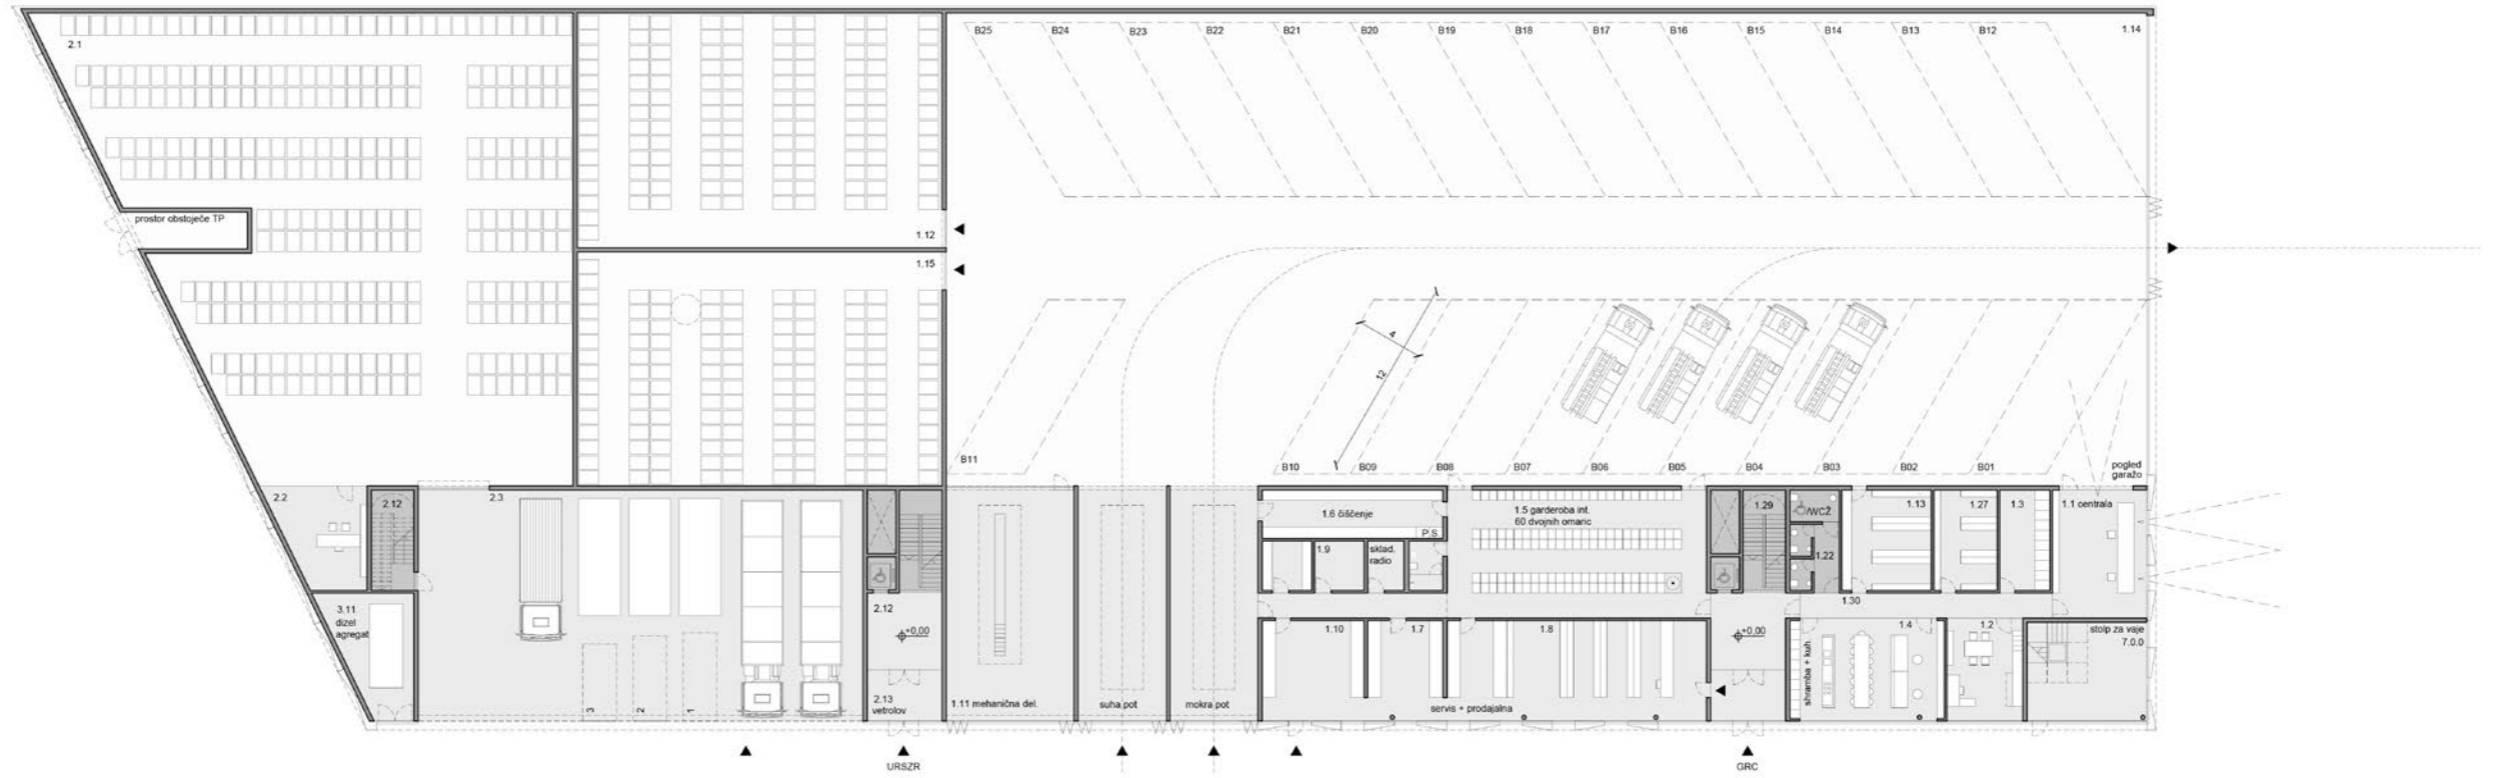 2.1
B25
B24
B23
B22
B21
B20
B19
B18
B17
B16
B15
B14
B13
B12
1.14
prostor obstoječe TP
1.12
1.15
4
12
B11
B10
B09
B08
B07
B06
B05
B04
B03
B02
B01
pogled
garažo
2.2
2.12
2.3
1.6 čiščenje
P.S.
1.5 garderoba int.
60 dvojnih omaric
1.29
/WCŽ
1.13
1.27
1.3
1.1 centrala
1.9
sklad.
radio
1.22
3.11
dizel
agregat
2.12
+0,00
1.30
1.10
1.7
1.8
+0,00
1.4
1.2
stolp za vaje
7.0.0
shramba + kuh.
3
2
1
2.13
vetrolov
1.11 mehanična del.
suha pot
mokra pot
servis + prodajalna
URSZR
GRC